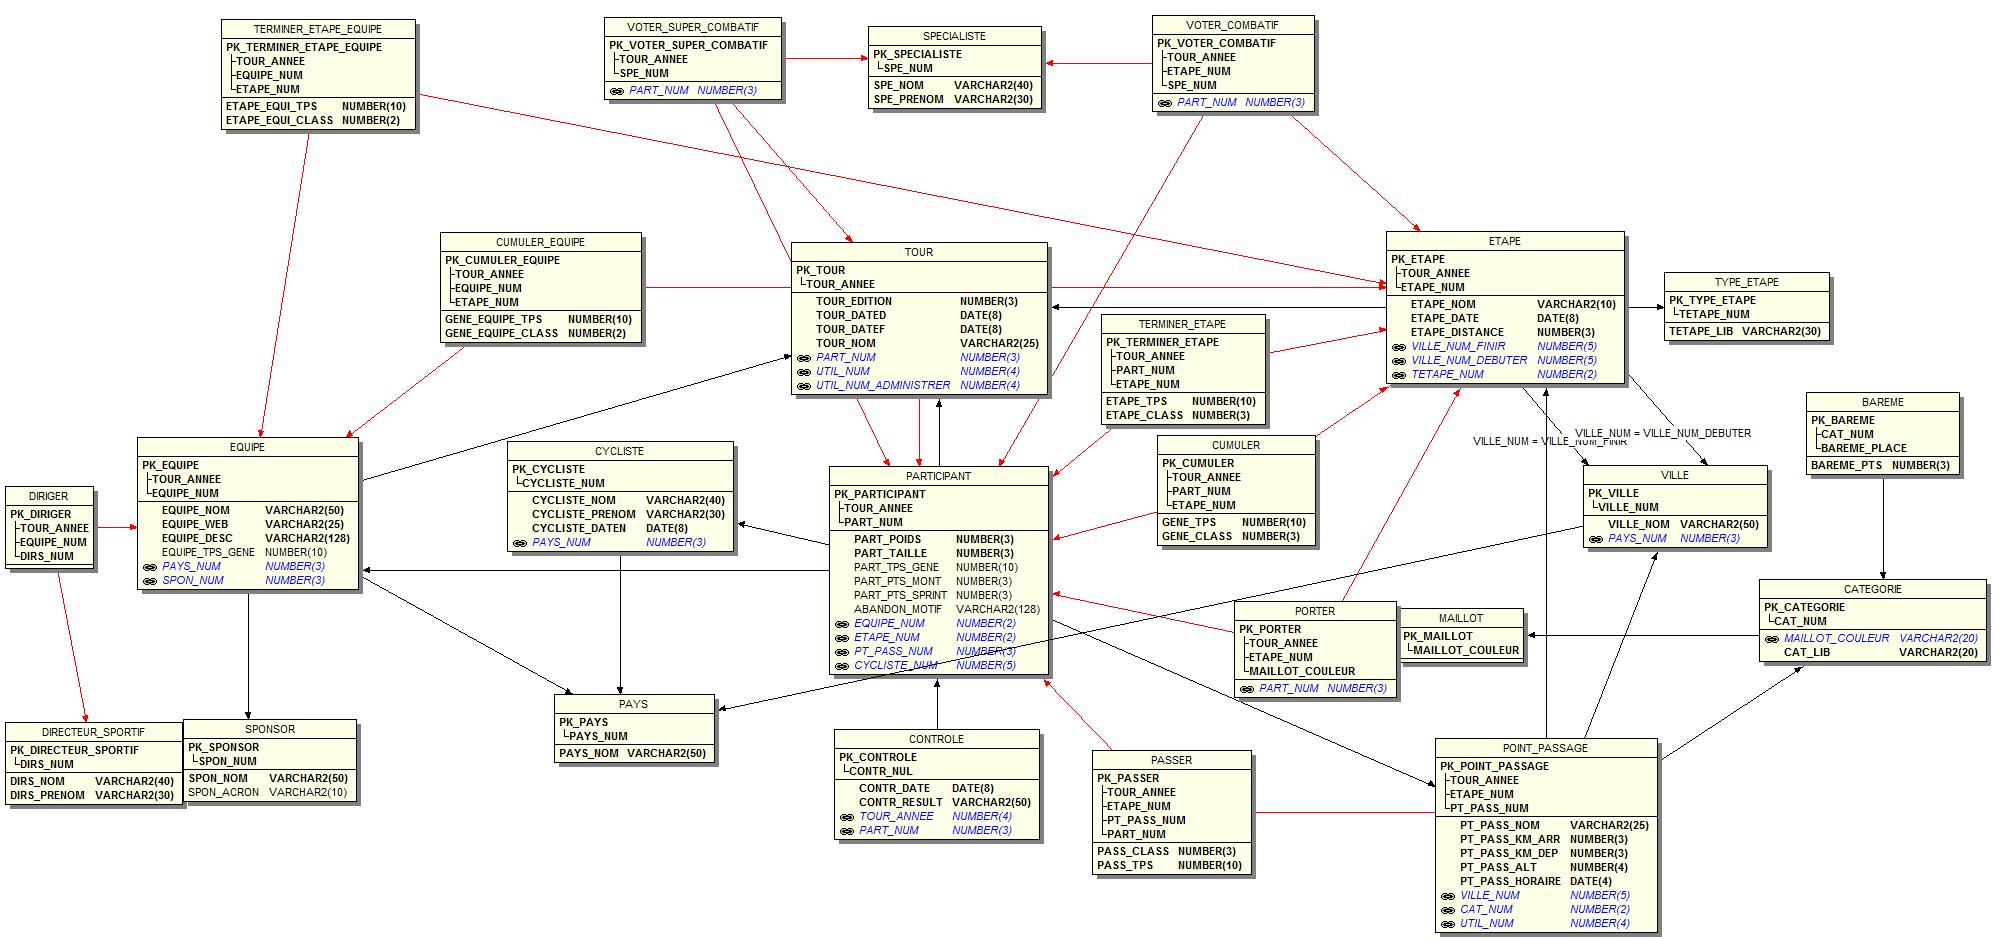 TERMINER_ETAPE_EQUIPE
PK_TERMINER_ETAPE_EQUIPE
TOUR_ANNEE
EQUIPE_NUM
ETAPE_NUM
ETAPE_EQUI_TPS NUMBER(10)
ETAPE_EQUI_CLASS NUMBER(2)
VOTER_SUPER_COMBATIF
PK_VOTER_SUPER_COMBATIF
TOUR_ANNEE
SPE_NUM
PART_NUM NUMBER(3)
SPECIALISTE
PK_SPECIALISTE
SPE_NUM
SPE_NOM VARCHAR2(40)
SPE_PRENOM VARCHAR2(30)
VOTER_COMBATIF
PK_VOTER_COMBATIF
TOUR_ANNEE
ETAPE_NUM
SPE_NUM
PART_NUM NUMBER(3)
CUMULER_EQUIPE
PK_CUMULER_EQUIPE
TOUR_ANNEE
EQUIPE_NUM
ETAPE_NUM
GENE_EQUIPE_TPS NUMBER(10)
GENE_EQUIPE_CLASS NUMBER(2)
TOUR
PK_TOUR
TOUR_ANNEE
TOUR_EDITION NUMBER(3)
TOUR_DATED DATE(8)
TOUR_DATEF DATE(8)
TOUR_NOM VARCHAR2(25)
PART_NUM NUMBER(3)
UTIL_NUM NUMBER(4)
UTIL_NUM_ADMINISTRER NUMBER(4)
TERMINER_ETAPE
PK_TERMINER_ETAPE
TOUR_ANNEE
PART_NUM
ETAPE_NUM
ETAPE_TPS NUMBER(10)
ETAPE_CLASS NUMBER(3)
ETAPE
PK_ETAPE
TOUR_ANNEE
ETAPE_NUM
ETAPE_NOM VARCHAR2(10)
ETAPE_DATE DATE(8)
ETAPE_DISTANCE NUMBER(3)
VILLE_NUM_FINIR NUMBER(5)
VILLE_NUM_DEBUTER NUMBER(5)
TETAPE_NUM NUMBER(2)
TYPE_ETAPE
PK_TYPE_ETAPE
TETAPE_NUM
TETAPE_LIB VARCHAR2(30)
VILLE_NUM = VILLE_NUM_DEBUTER
VILLE_NUM = VILLE_NUM_FINIR
BAREME
PK_BAREME
CAT_NUM
BAREME_PLACE
BAREME_PTS NUMBER(3)
DIRIGER
PK_DIRIGER
TOUR_ANNEE
EQUIPE_NUM
DIRS_NUM
EQUIPE
PK_EQUIPE
TOUR_ANNEE
EQUIPE_NUM
EQUIPE_NOM VARCHAR2(50)
EQUIPE_WEB VARCHAR2(25)
EQUIPE_DESC VARCHAR2(128)
EQUIPE_TPS_GENE NUMBER(10)
PAYS_NUM NUMBER(3)
SPON_NUM NUMBER(3)
CYCLISTE
PK_CYCLISTE
CYCLISTE_NUM
CYCLISTE_NOM VARCHAR2(40)
CYCLISTE_PRENOM VARCHAR2(30)
CYCLISTE_DATEN DATE(8)
PAYS_NUM NUMBER(3)
PARTICIPANT
PK_PARTICIPANT
TOUR_ANNEE
PART_NUM
PART_POIDS NUMBER(3)
PART_TAILLE NUMBER(3)
PART_TPS_GENE NUMBER(10)
PART_PTS_MONT NUMBER(3)
PART_PTS_SPRINT NUMBER(3)
ABANDON_MOTIF VARCHAR2(128)
EQUIPE_NUM NUMBER(2)
ETAPE_NUM NUMBER(2)
PT_PASS_NUM NUMBER(3)
CYCLISTE_NUM NUMBER(5)
CUMULER
PK_CUMULER
TOUR_ANNEE
PART_NUM
ETAPE_NUM
GENE_TPS NUMBER(10)
GENE_CLASS NUMBER(3)
VILLE
PK_VILLE
VILLE_NUM
VILLE_NOM VARCHAR2(50)
PAYS_NUM NUMBER(3)
PORTER
PK_PORTER
TOUR_ANNEE
ETAPE_NUM
MAILLOT_COULEUR
PART_NUM NUMBER(3)
MAILLOT
PK_MAILLOT
MAILLOT_COULEUR
CATEGORIE
PK_CATEGORIE
CAT_NUM
MAILLOT_COULEUR VARCHAR2(20)
CAT_LIB VARCHAR2(20)
DIRECTEUR_SPORTIF
PK_DIRECTEUR_SPORTIF
DIRS_NUM
DIRS_NOM VARCHAR2(40)
DIRS_PRENOM VARCHAR2(30)
SPONSOR
PK_SPONSOR
SPON_NUM
SPON_NOM VARCHAR2(50)
SPON_ACRON VARCHAR2(10)
PAYS
PK_PAYS
PAYS_NUM
PAYS_NOM VARCHAR2(50)
CONTROLE
PK_CONTROLE
CONTR_NUL
CONTR_DATE DATE(8)
CONTR_RESULT VARCHAR2(50)
TOUR_ANNEE NUMBER(4)
PART_NUM NUMBER(3)
PASSER
PK_PASSER
TOUR_ANNEE
ETAPE_NUM
PT_PASS_NUM
PART_NUM
PASS_CLASS NUMBER(3)
PASS_TPS NUMBER(10)
POINT_PASSAGE
PK_POINT_PASSAGE
TOUR_ANNEE
ETAPE_NUM
PT_PASS_NUM
PT_PASS_NOM VARCHAR2(25)
PT_PASS_KM_ARR NUMBER(3)
PT_PASS_KM_DEP NUMBER(3)
PT_PASS_ALT NUMBER(4)
PT_PASS_HORAIRE DATE(4)
VILLE_NUM NUMBER(5)
CAT_NUM NUMBER(2)
UTIL_NUM NUMBER(4)